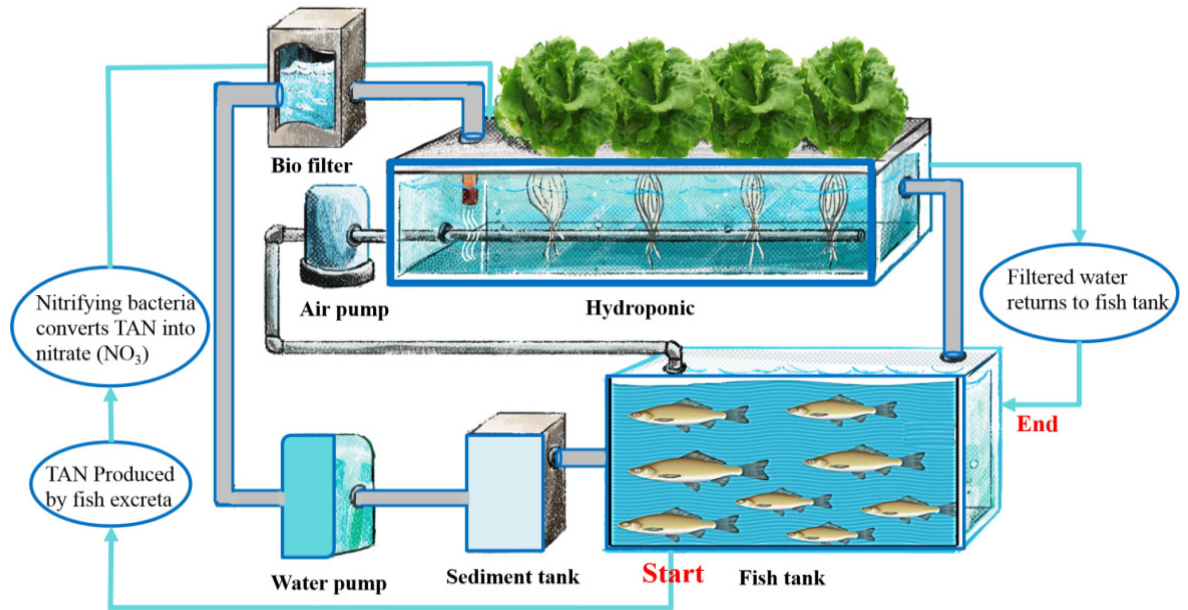 Bio filter
Air pump
Hydroponic
Nitrifying bacteria
converts TAN into
nitrate (NO₃)
Filtered water
returns to fish tank
End
TAN Produced
by fish excreta
Water pump
Sediment tank
Start
Fish tank